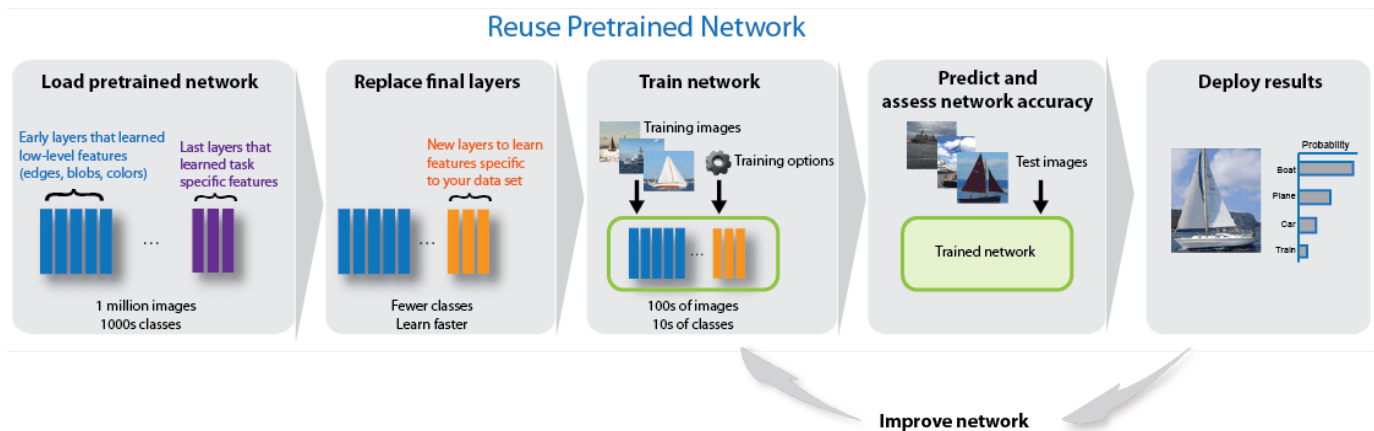 Reuse Pretrained Network
Load pretrained network
Early layers that learned
low-level features
(edges, blobs, colors)
Last layers that
learned task
specific features
...
1 million images
1000s classes
Replace final layers
New layers to learn
features specific
to your data set
...
Fewer classes
Learn faster
Train network
Training images
Training options
...
100s of images
10s of classes
Predict and
assess network accuracy
Test images
Trained network
Deploy results
Probability
Boat
Plane
Car
Train
Improve network